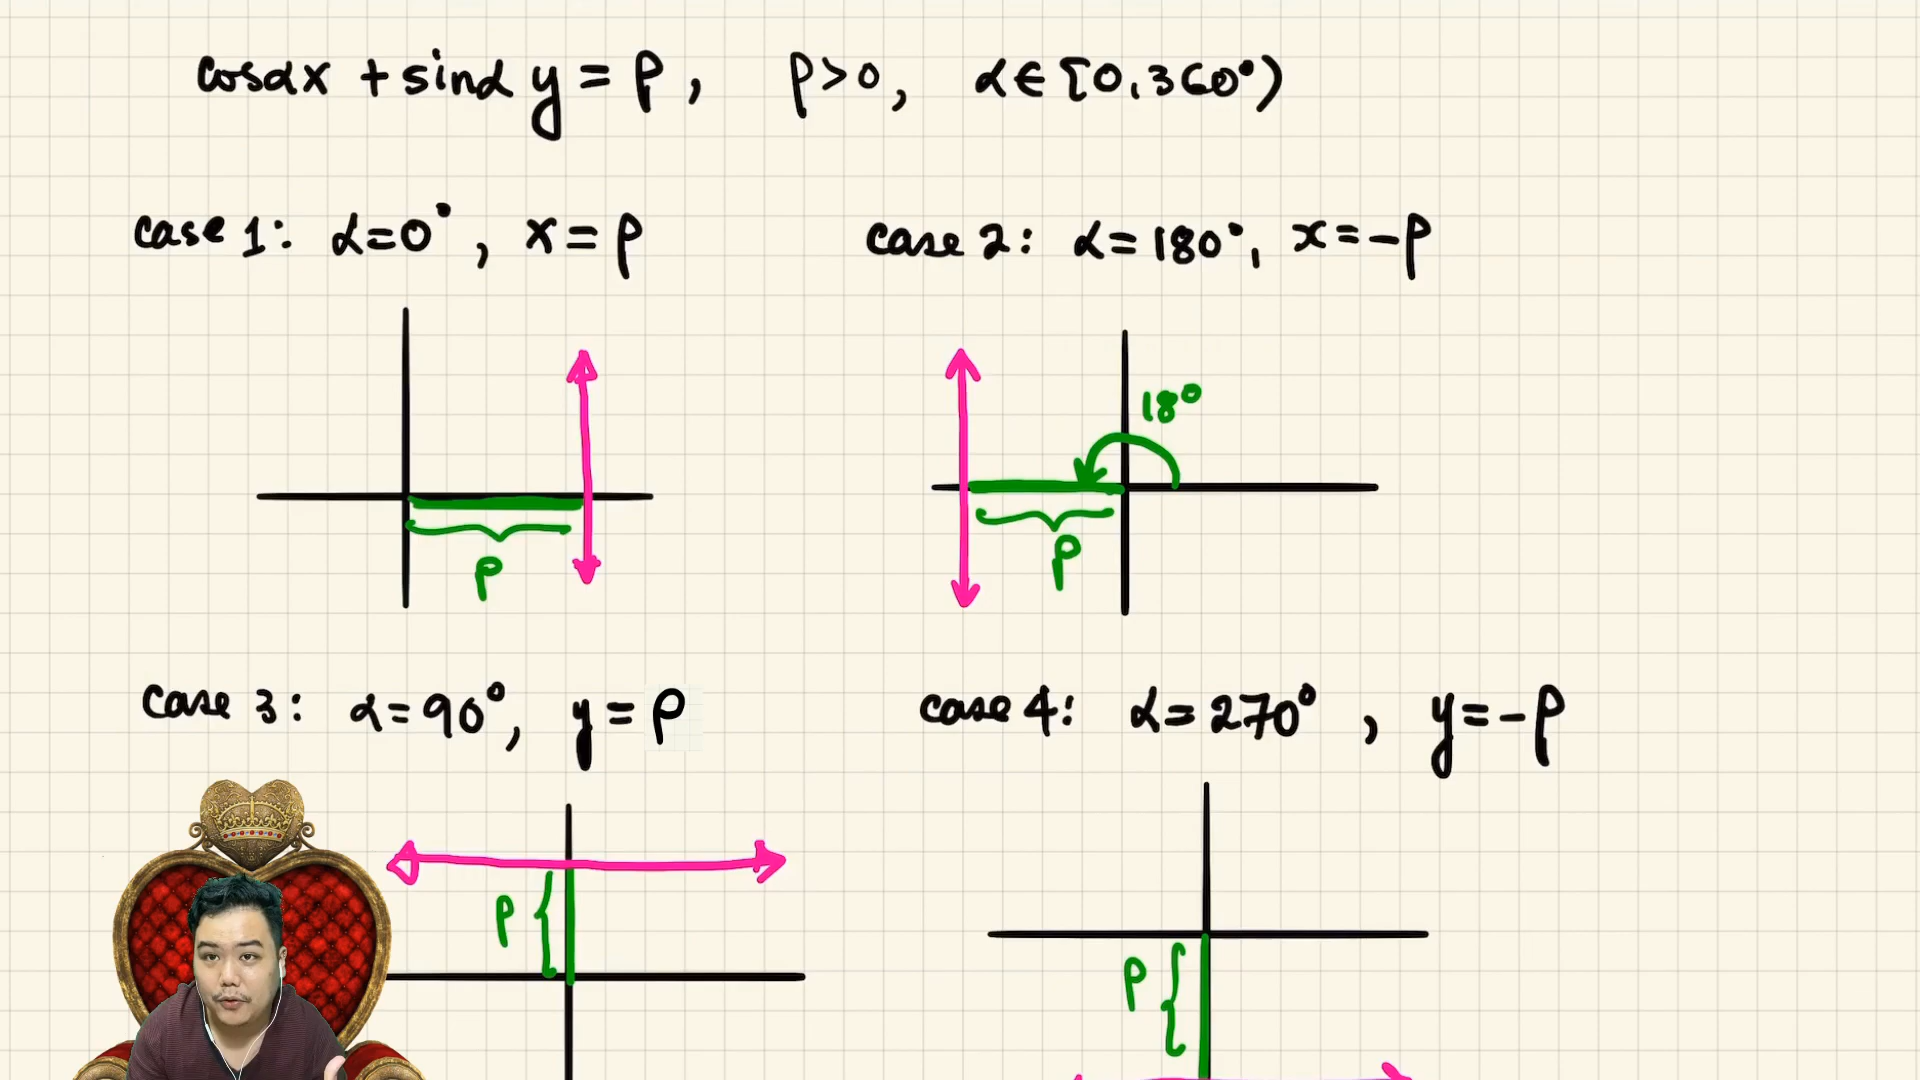 cosαx + sinα y = p, p>0, α∈[0,360°)
case 1: α=0°, x=p
case 2: α=180°, x=-p
p
18°
p
case 3: α=90°, y=p
case 4: α=270°, y=-p
p
p